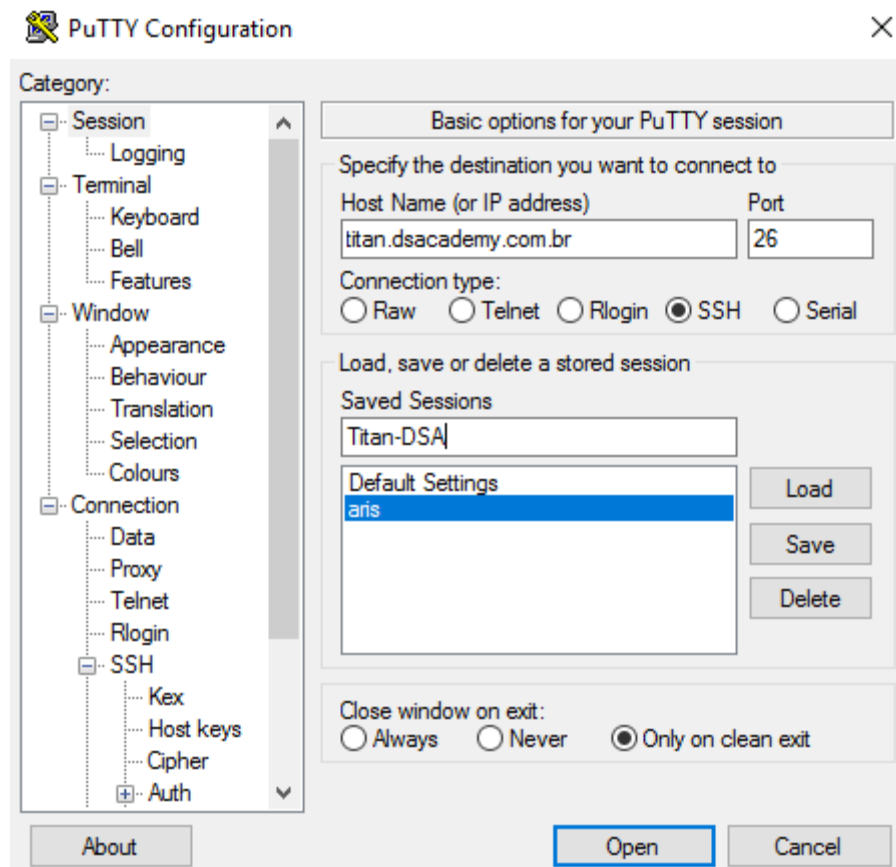 PuTTY Configuration
Category:
Session
Logging
Terminal
Keyboard
Bell
Features
Window
Appearance
Behaviour
Translation
Selection
Colours
Connection
Data
Proxy
Telnet
Rlogin
SSH
Kex
Host keys
Cipher
Auth
Basic options for your PuTTY session
Specify the destination you want to connect to
Host Name (or IP address) Port
titan.dsacademy.com.br 26
Connection type:
Raw Telnet Rlogin SSH Serial
Load, save or delete a stored session
Saved Sessions
Titan-DSA
Default Settings
aris
Load
Save
Delete
Close window on exit:
Always Never Only on clean exit
About Open Cancel